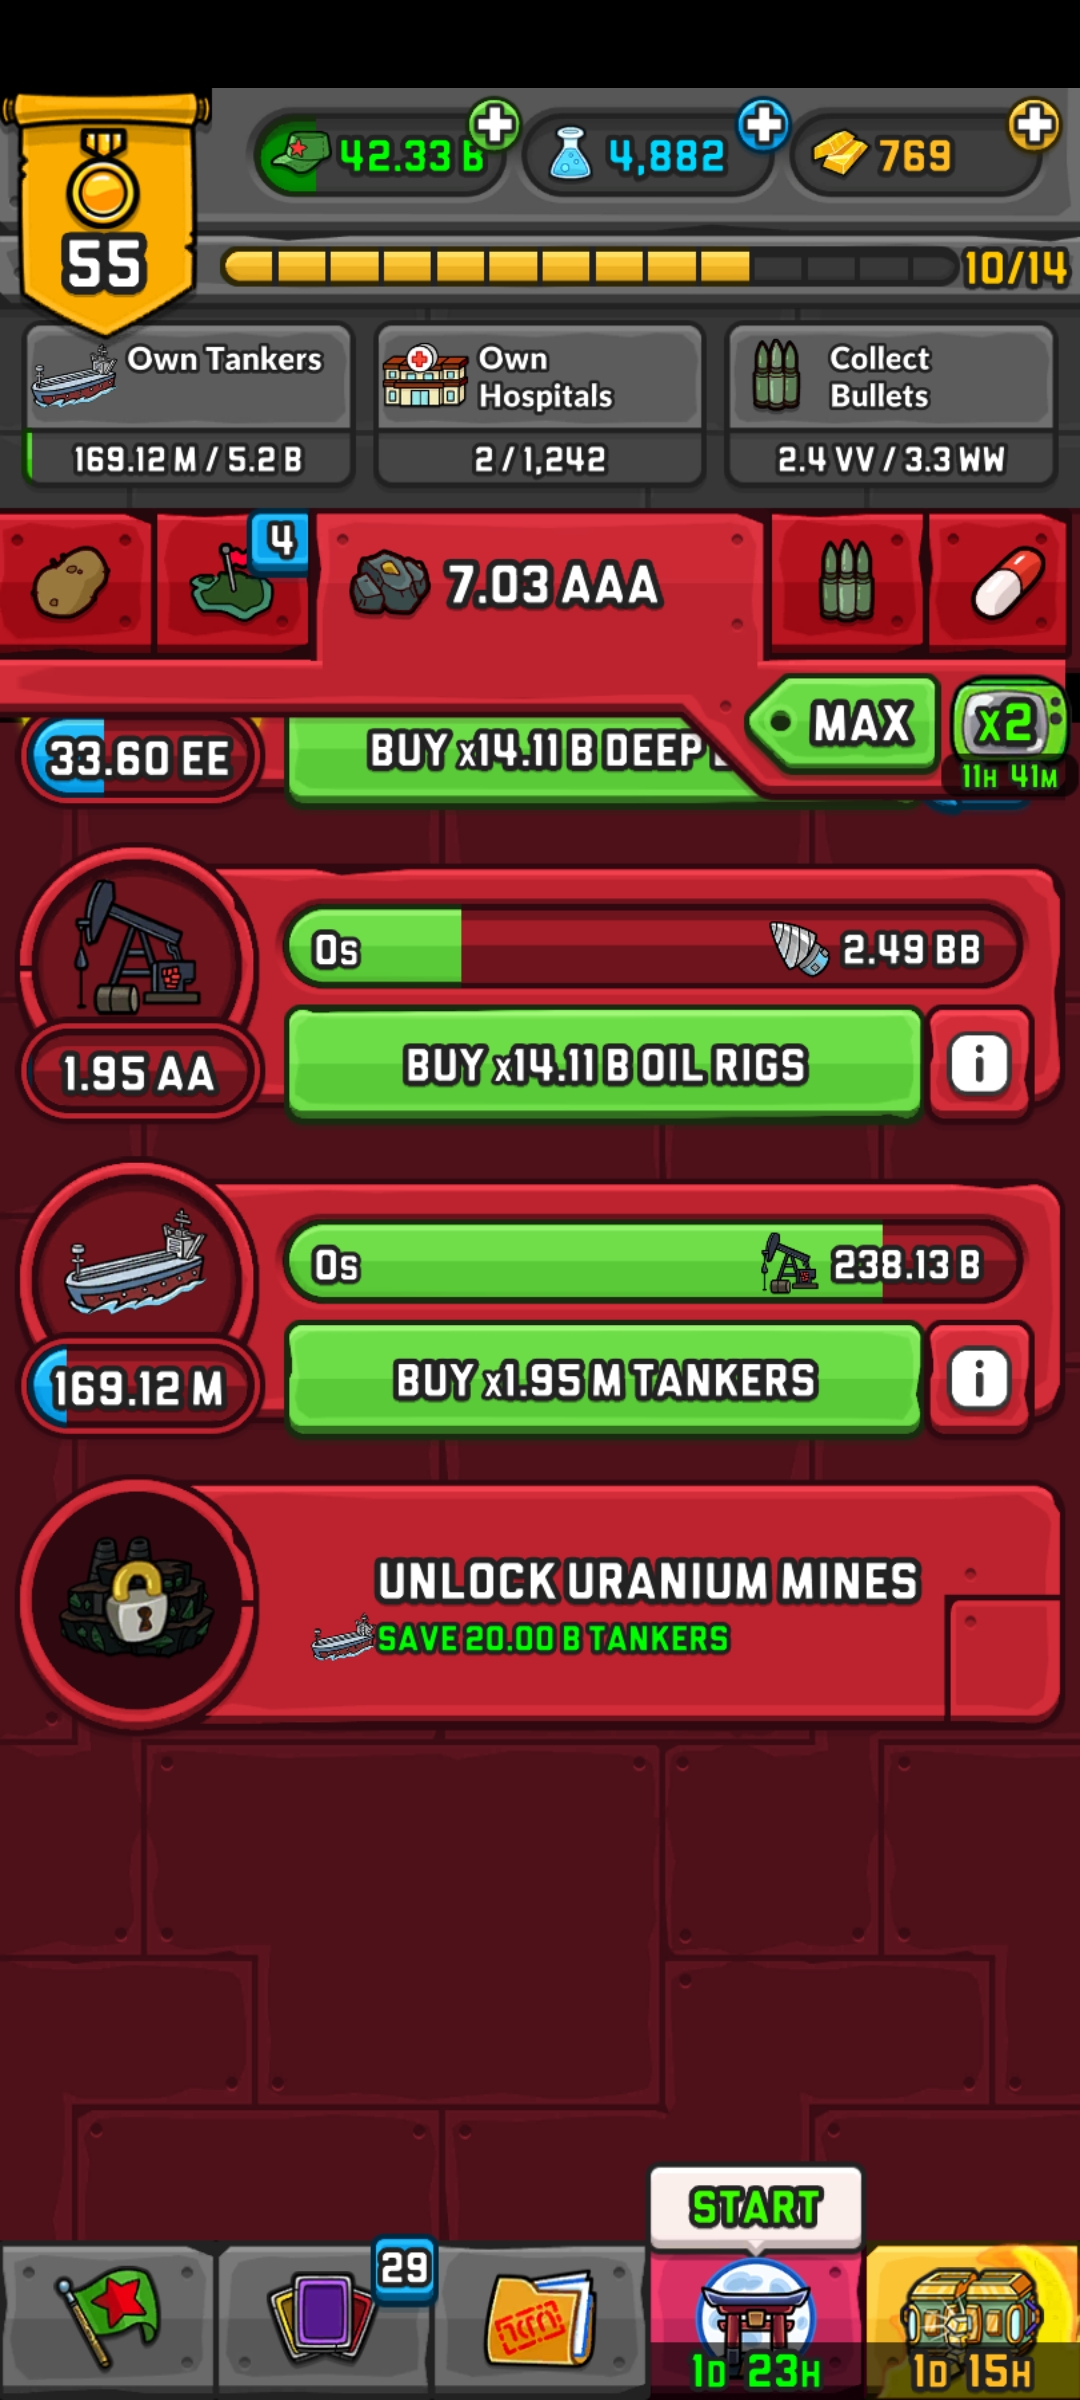 42.33 B
4,882
769
55
10/14
Own Tankers
169.12 M / 5.2 B
Own
Hospitals
2 / 1,242
Collect
Bullets
2.4 VV / 3.3 WW
4
7.03 AAA
MAX
x2
11H 41M
33.60 EE
BUY x14.11 B DEEP
0s
2.49 BB
1.95 AA
BUY x14.11 B OIL RIGS
i
0s
238.13 B
169.12 M
BUY x1.95 M TANKERS
i
UNLOCK URANIUM MINES
SAVE 20.00 B TANKERS
START
29
1D 23H
1D 15H